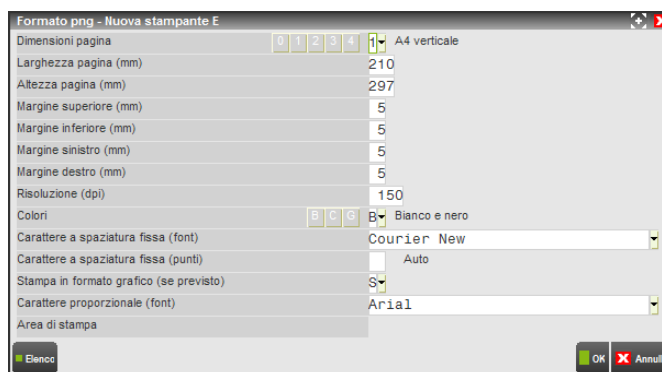 Formato png - Nuova stampante E
Dimensioni pagina 0 1 2 3 4 1 A4 verticale
Larghezza pagina (mm) 210
Altezza pagina (mm) 297
Margine superiore (mm) 5
Margine inferiore (mm) 5
Margine sinistro (mm) 5
Margine destro (mm) 5
Risoluzione (dpi) 150
Colori B C G B Bianco e nero
Carattere a spaziatura fissa (font) Courier New
Carattere a spaziatura fissa (punti) Auto
Stampa in formato grafico (se previsto) S
Carattere proporzionale (font) Arial
Area di stampa
Elenco OK Annull